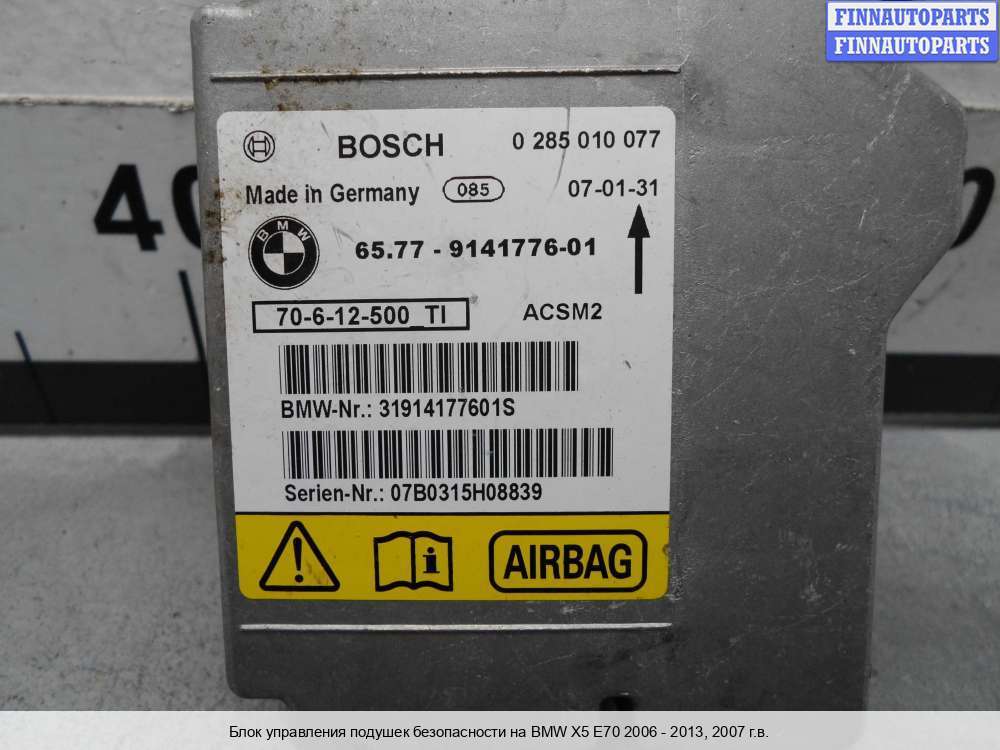 FINNAUTOPARTS
FINNAUTOPARTS
40
BOSCH 0 285 010 077
Made in Germany 085 07-01-31
BMW 65.77 - 9141776-01
70-6-12-500_TI ACSM2
BMW-Nr.: 31914177601S
Serien-Nr.: 07B0315H08839
AIRBAG
Блок управления подушек безопасности на BMW X5 E70 2006 - 2013, 2007 г.в.